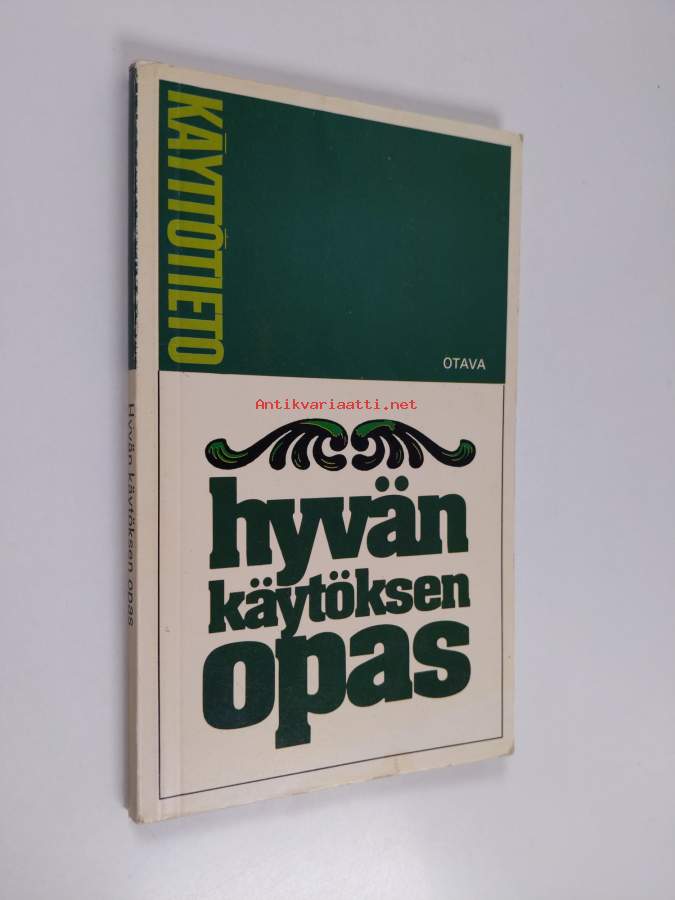 KÄYTTÖTIETO
OTAVA
Antikvariaatti.net
hyvän
käytöksen
opas
Hyvän käytöksen opas